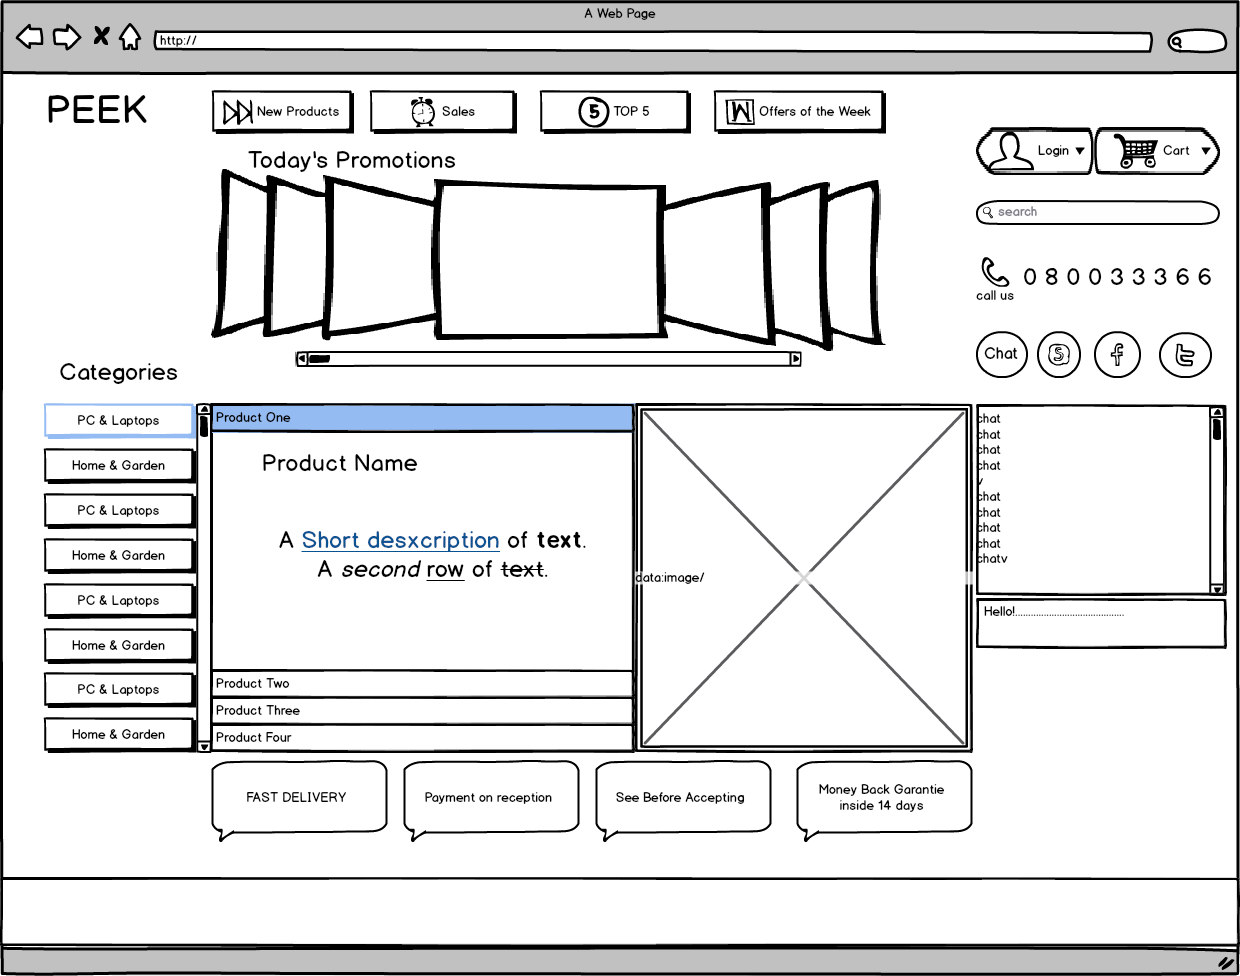 A Web Page
http://
PEEK
New Products
Sales
5 TOP 5
W Offers of the Week
Login
Cart
Today's Promotions
search
call us
0 8 0 0 3 3 3 6 6
Chat
Categories
PC & Laptops
Home & Garden
PC & Laptops
Home & Garden
PC & Laptops
Home & Garden
PC & Laptops
Home & Garden
Product One
Product Name
A Short desxcription of text.
A second row of text.
Product Two
Product Three
Product Four
data:image/
chat
chat
chat
chat
v
chat
chat
chat
chat
chatv
Hello!..........................................
FAST DELIVERY
Payment on reception
See Before Accepting
Money Back Garantie
inside 14 days